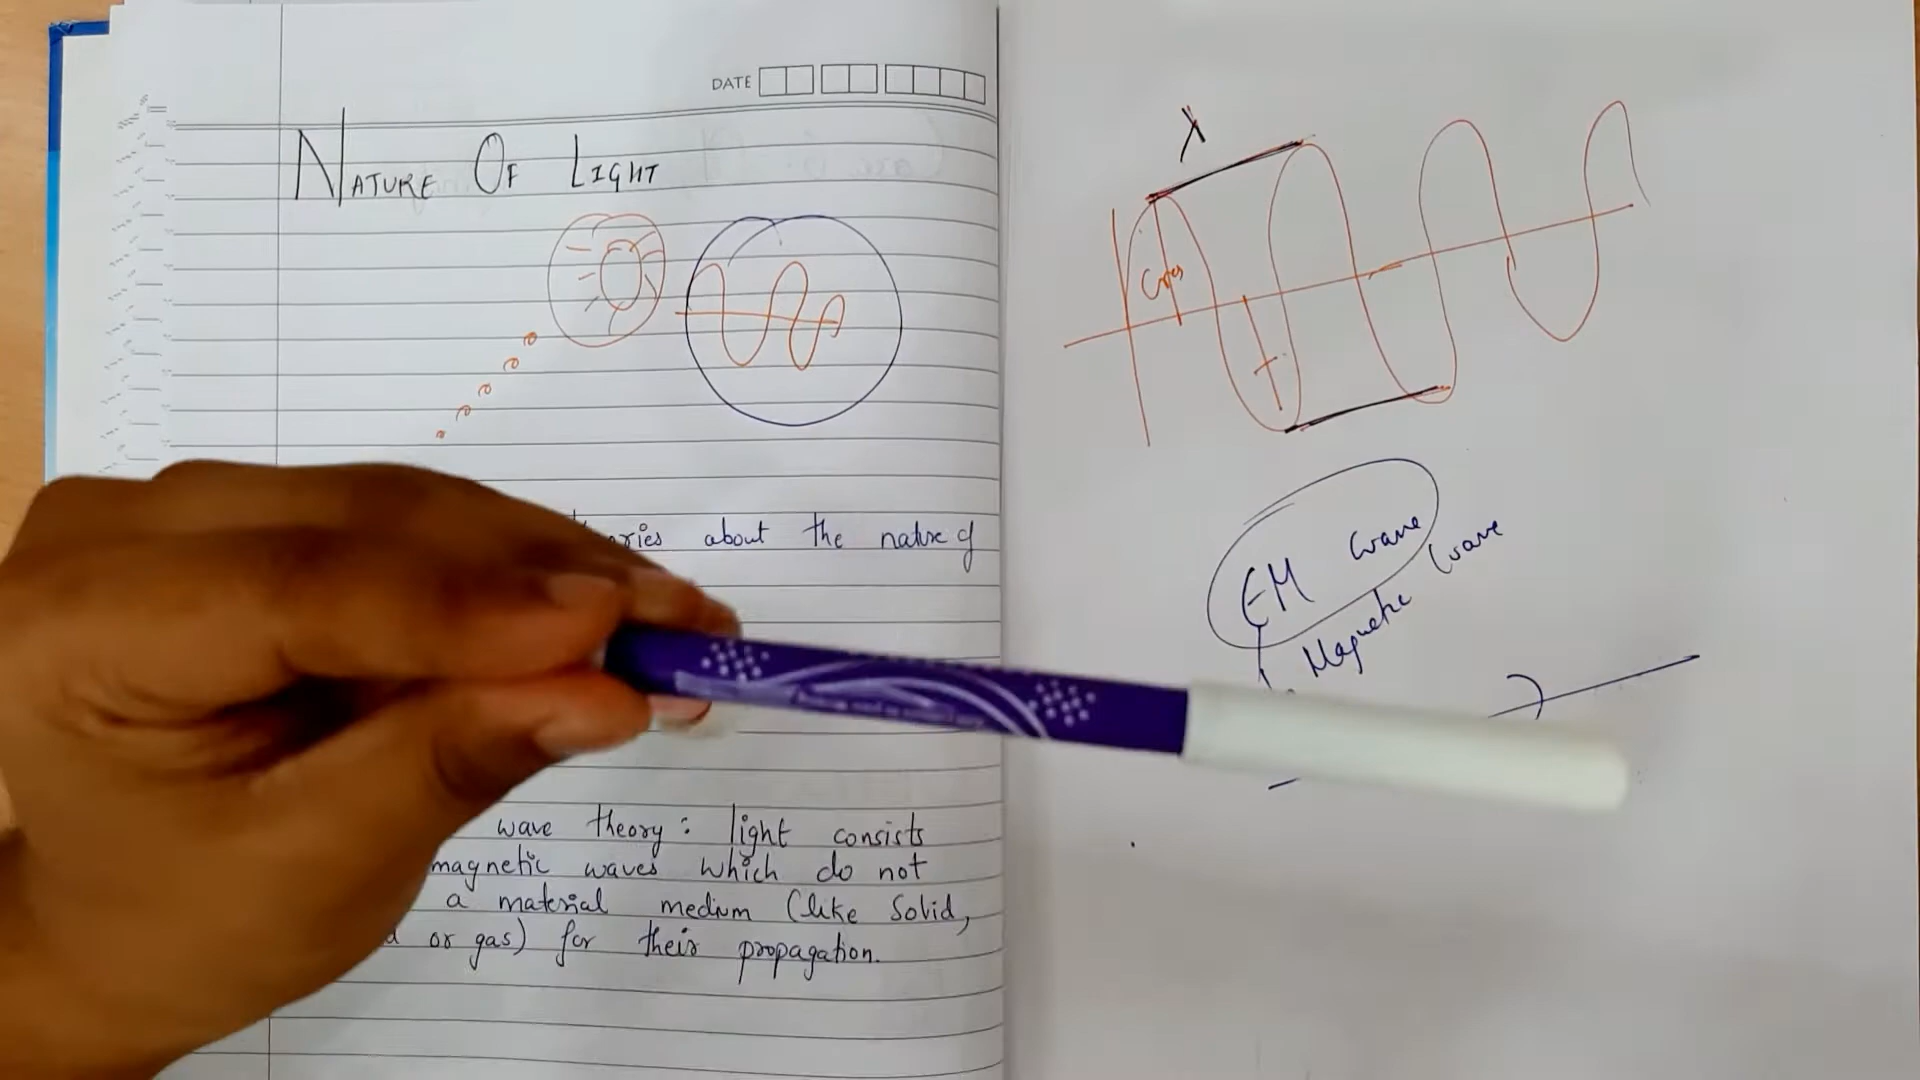 DATE
NATURE OF LIGHT
about the nature of
wave theory: light consists
magnetic waves which do not
a material medium (like Solid,
or gas) for their propagation.
λ
T
EM wave
Magnetic wave